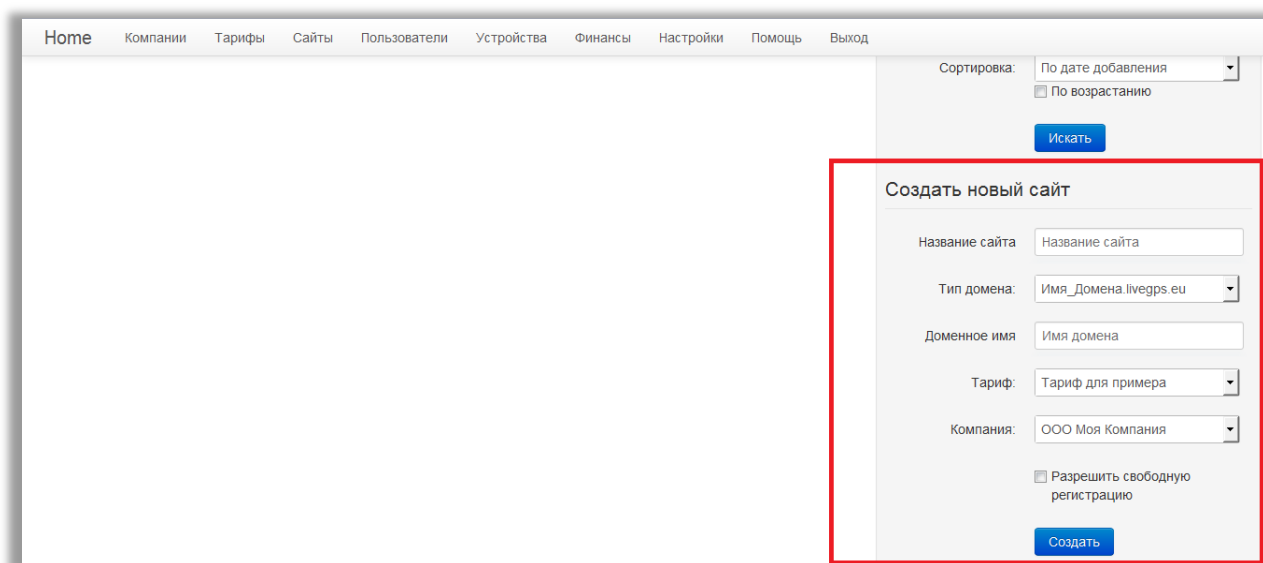 Home Компании Тарифы Сайты Пользователи Устройства Финансы Настройки Помощь Выход
Сортировка: По дате добавления
По возрастанию
Искать
Создать новый сайт
Название сайта Название сайта
Тип домена: Имя_Домена.livegps.eu
Доменное имя Имя домена
Тариф: Тариф для примера
Компания: ООО Моя Компания
Разрешить свободную
регистрацию
Создать